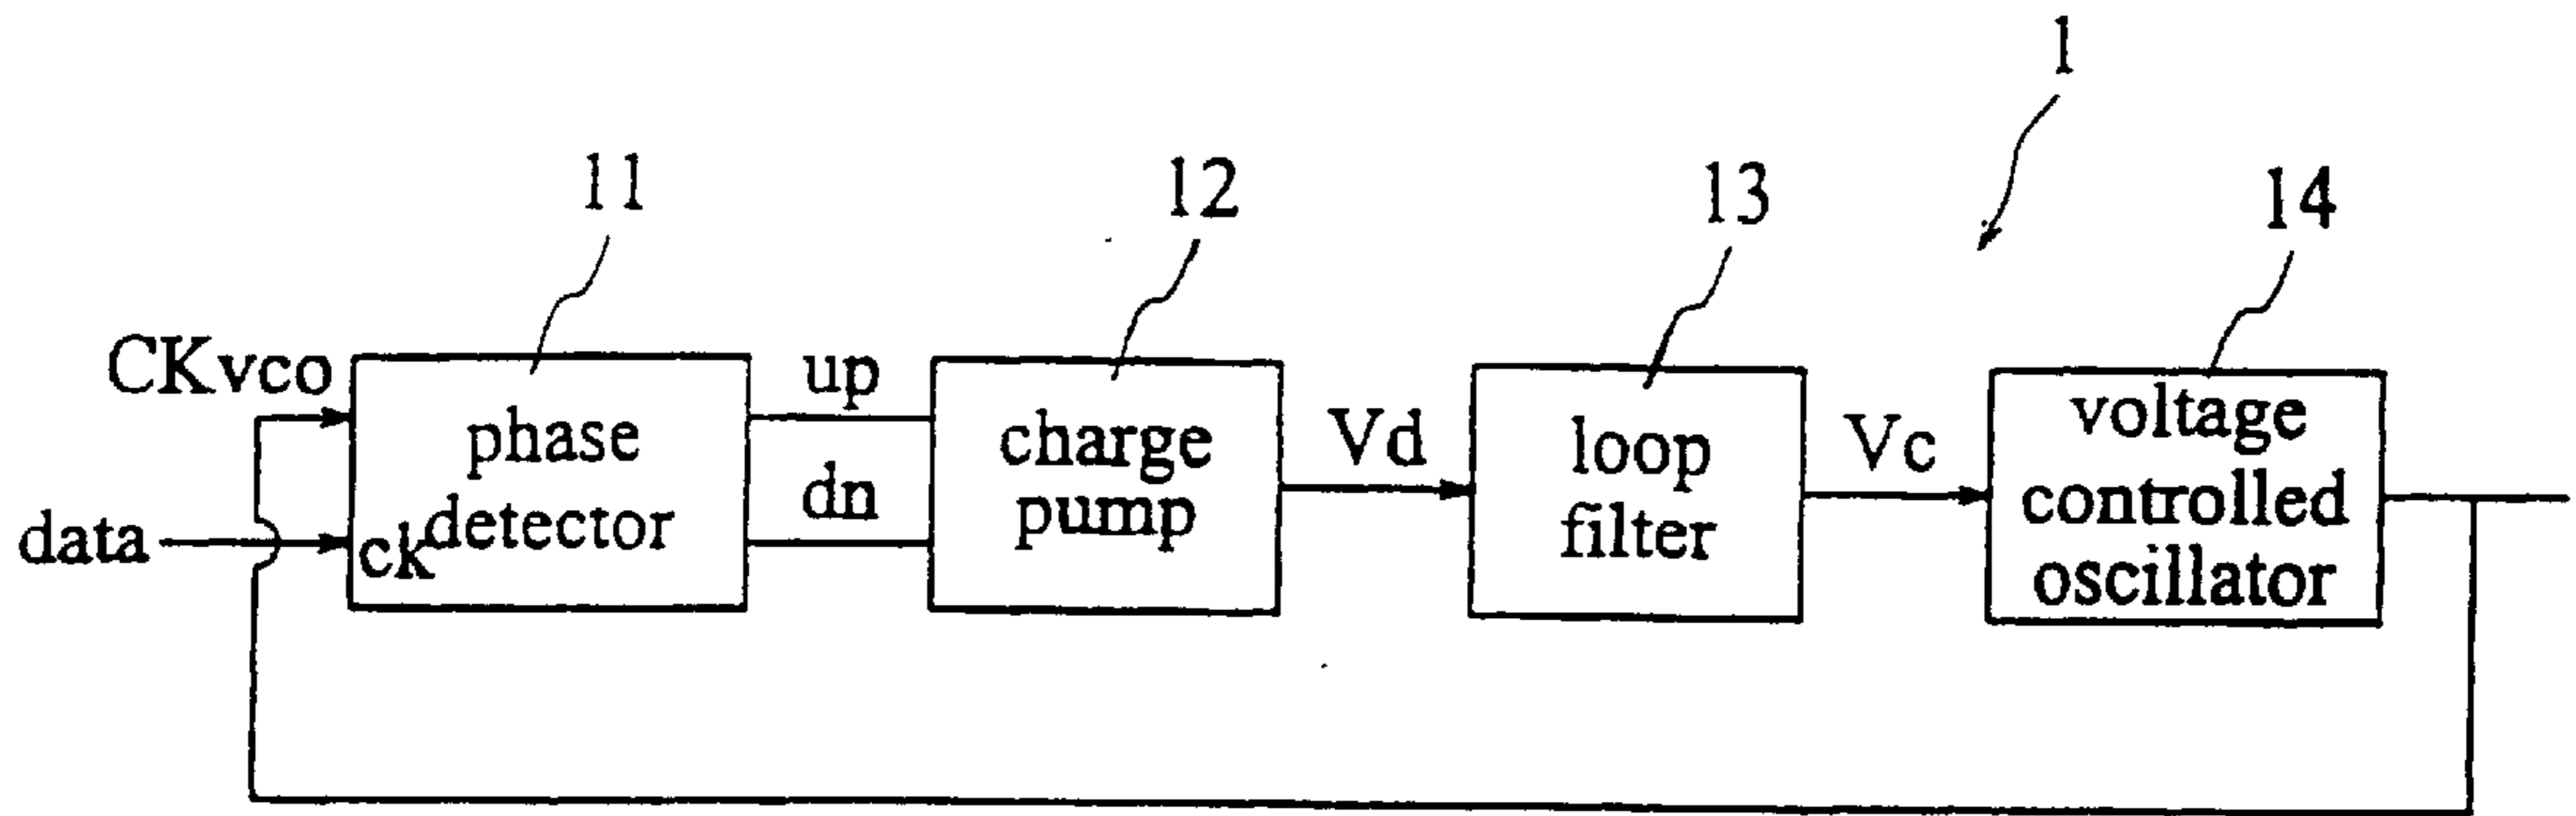 1
11
12
13
14
CKvco
up
Vd
Vc
data
ck
dn
phase
detector
charge
pump
loop
filter
voltage
controlled
oscillator